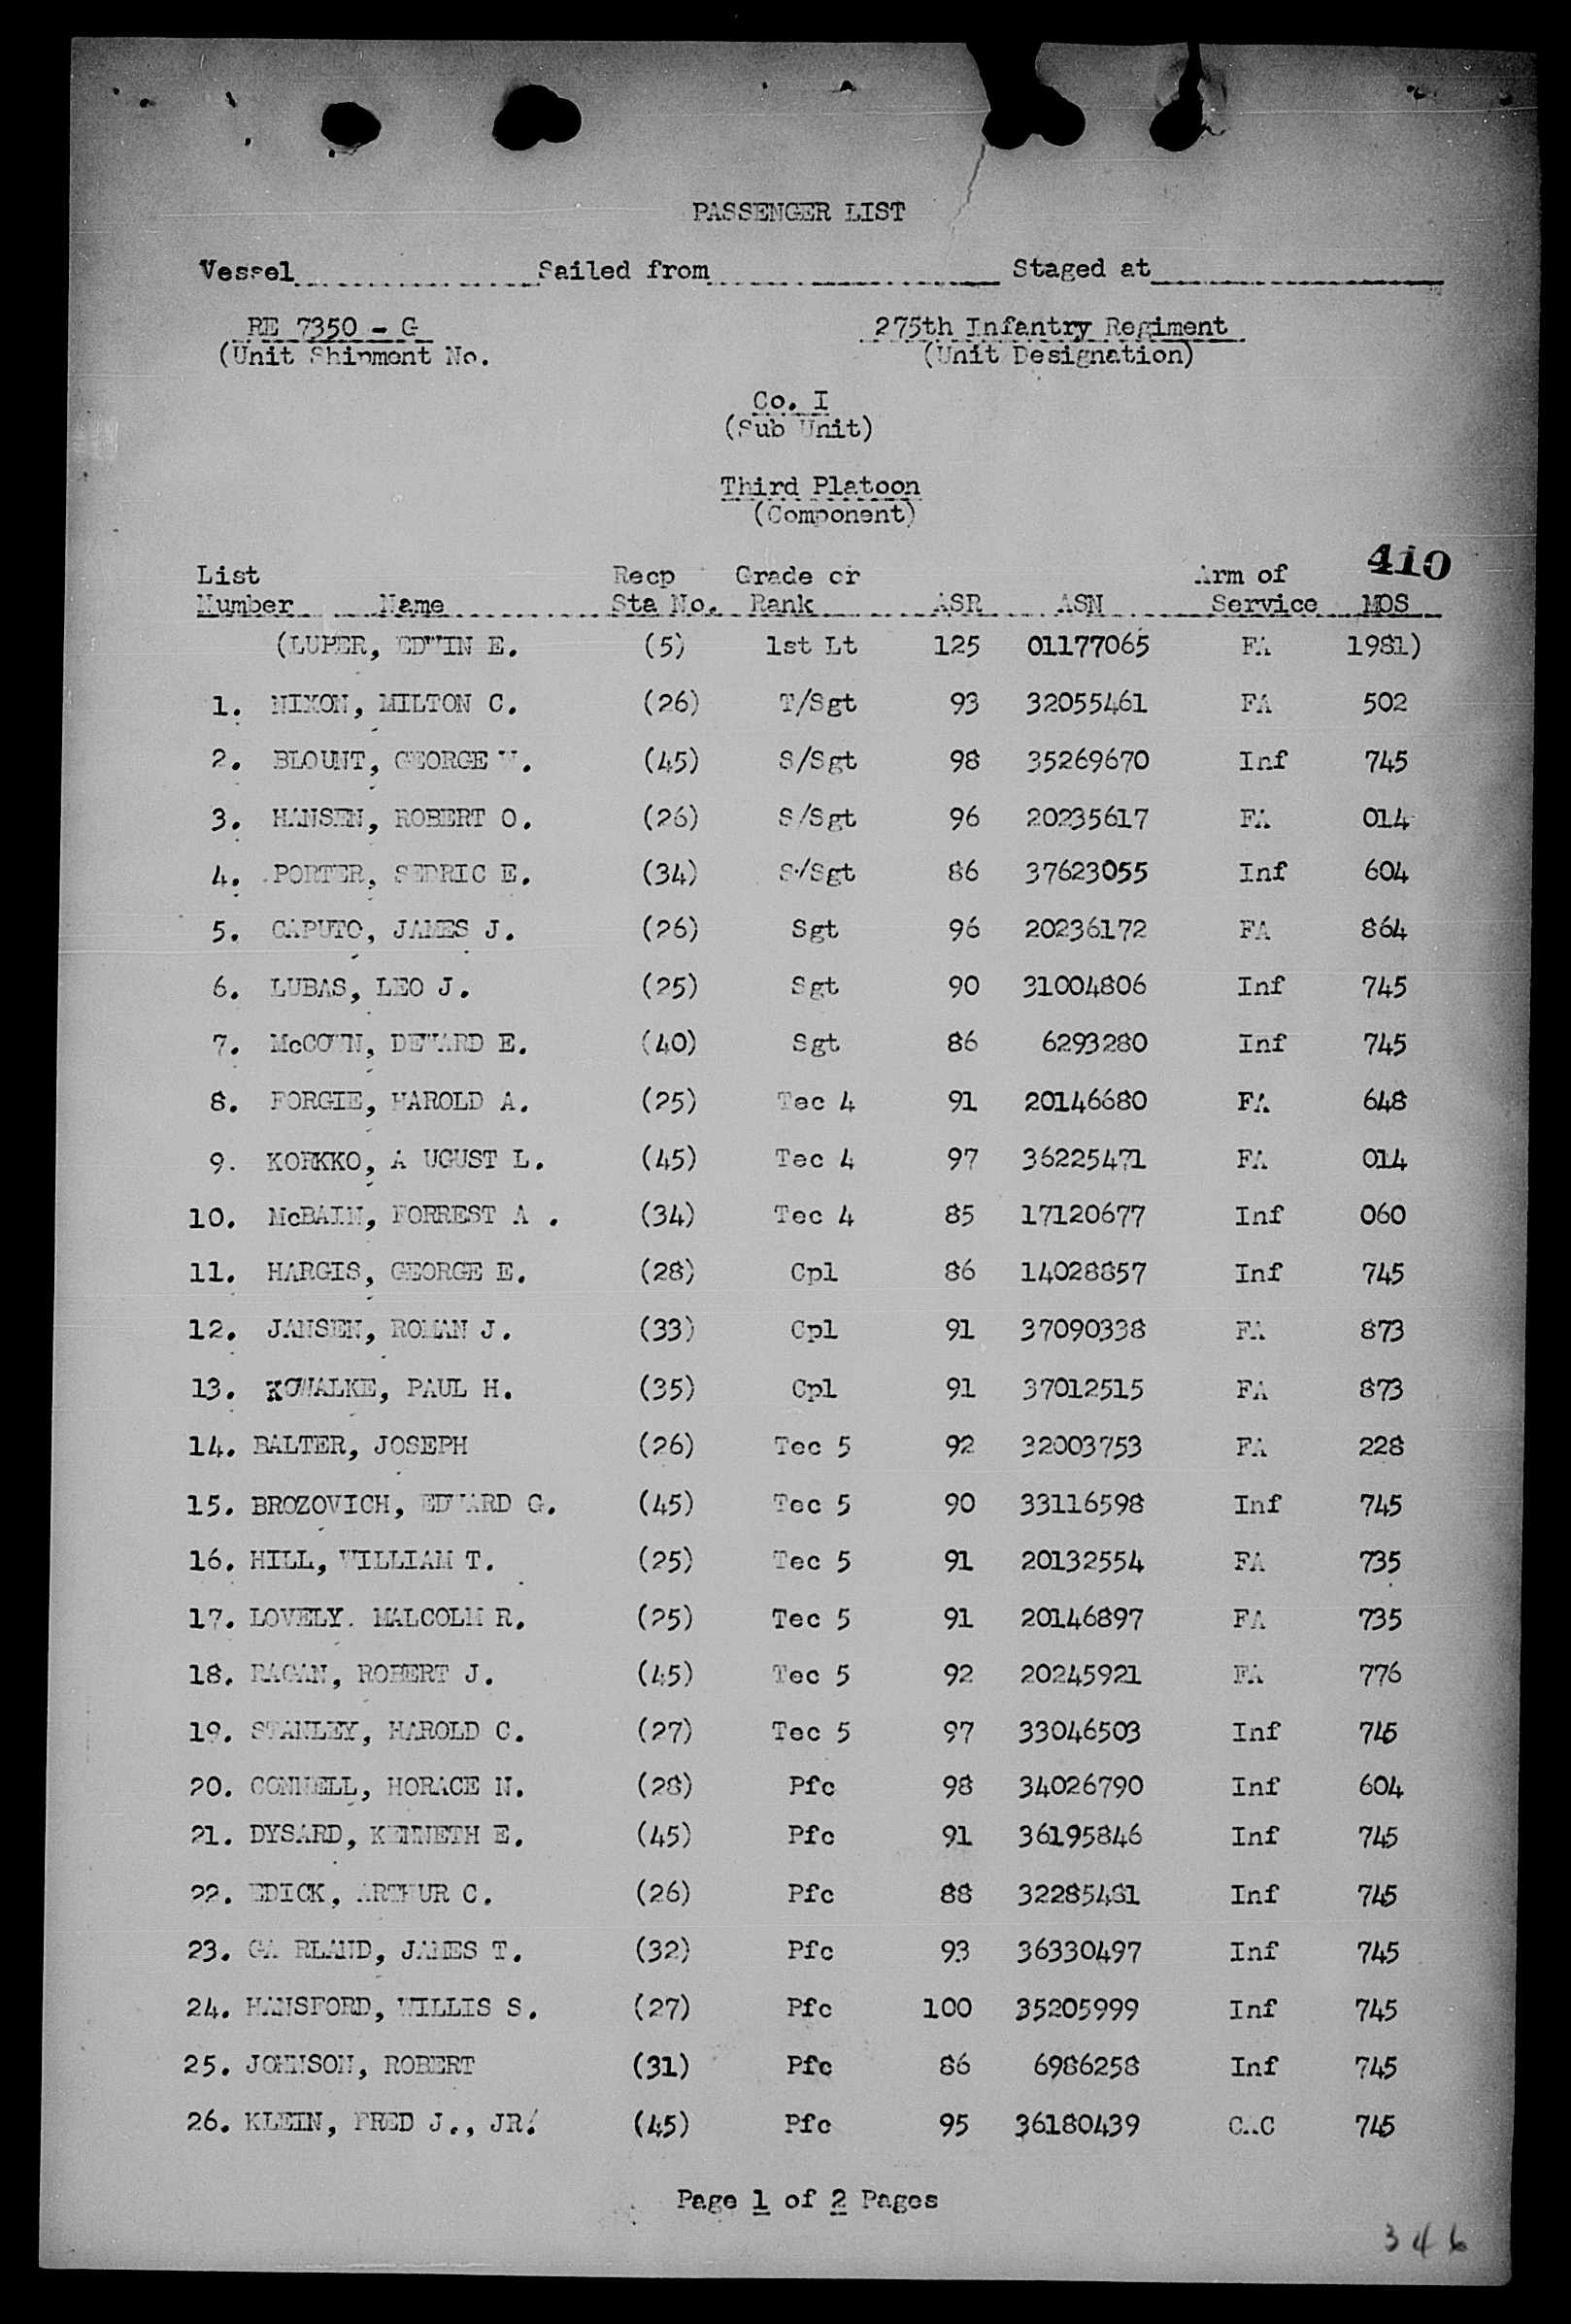 PASSENGER LIST
Vessel Sailed from Staged at
RE 7350 - G 275th Infantry Regiment
(Unit Shipment No. (Unit Designation)
Co. I
(Sub Unit)
Third Platoon
(Component)
410
List Recp Grade or Arm of
Number Name Sta No. Rank ASR ASN Service MOS
(LUPER, EDWIN E. (5) 1st Lt 125 01177065 FA 1981)
1. NIXON, MILTON C. (26) T/Sgt 93 32055461 FA 502
2. BLOUNT, GEORGE W. (45) S/Sgt 98 35269670 Inf 745
3. HANSEN, ROBERT O. (26) S/Sgt 96 20235617 FA 014
4. PORTER, SEDRIC E. (34) S/Sgt 86 37623055 Inf 604
5. CAPUTO, JAMES J. (26) Sgt 96 20236172 FA 864
6. LUBAS, LEO J. (25) Sgt 90 31004806 Inf 745
7. McCOWN, DEWARD E. (40) Sgt 86 6293280 Inf 745
8. FORGIE, HAROLD A. (25) Tec 4 91 20146680 FA 648
9. KORKKO, A UGUST L. (45) Tec 4 97 36225471 FA 014
10. McBAIN, FORREST A . (34) Tec 4 85 17120677 Inf 060
11. HARGIS, GEORGE E. (28) Cpl 86 14028857 Inf 745
12. JANSEN, ROMAN J. (33) Cpl 91 37090338 FA 873
13. KOWALKE, PAUL H. (35) Cpl 91 37012515 FA 873
14. BALTER, JOSEPH (26) Tec 5 92 32003753 FA 228
15. BROZOVICH, EDWARD G. (45) Tec 5 90 33116598 Inf 745
16. HILL, WILLIAM T. (25) Tec 5 91 20132554 FA 735
17. LOVELY. MALCOLM R. (25) Tec 5 91 20146897 FA 735
18. RAGAN, ROBERT J. (45) Tec 5 92 20245921 FA 776
19. STANLEY, HAROLD C. (27) Tec 5 97 33046503 Inf 745
20. CONNELL, HORACE N. (28) Pfc 98 34026790 Inf 604
21. DYSARD, KENNETH E. (45) Pfc 91 36195846 Inf 745
22. EDICK, ARTHUR C. (26) Pfc 88 32285481 Inf 745
23. GA RLAND, JAMES T. (32) Pfc 93 36330497 Inf 745
24. HANSFORD, WILLIS S. (27) Pfc 100 35205999 Inf 745
25. JOHNSON, ROBERT (31) Pfc 86 6986258 Inf 745
26. KLEIN, FRED J., JR. (45) Pfc 95 36180439 CAC 745
Page 1 of 2 Pages
346